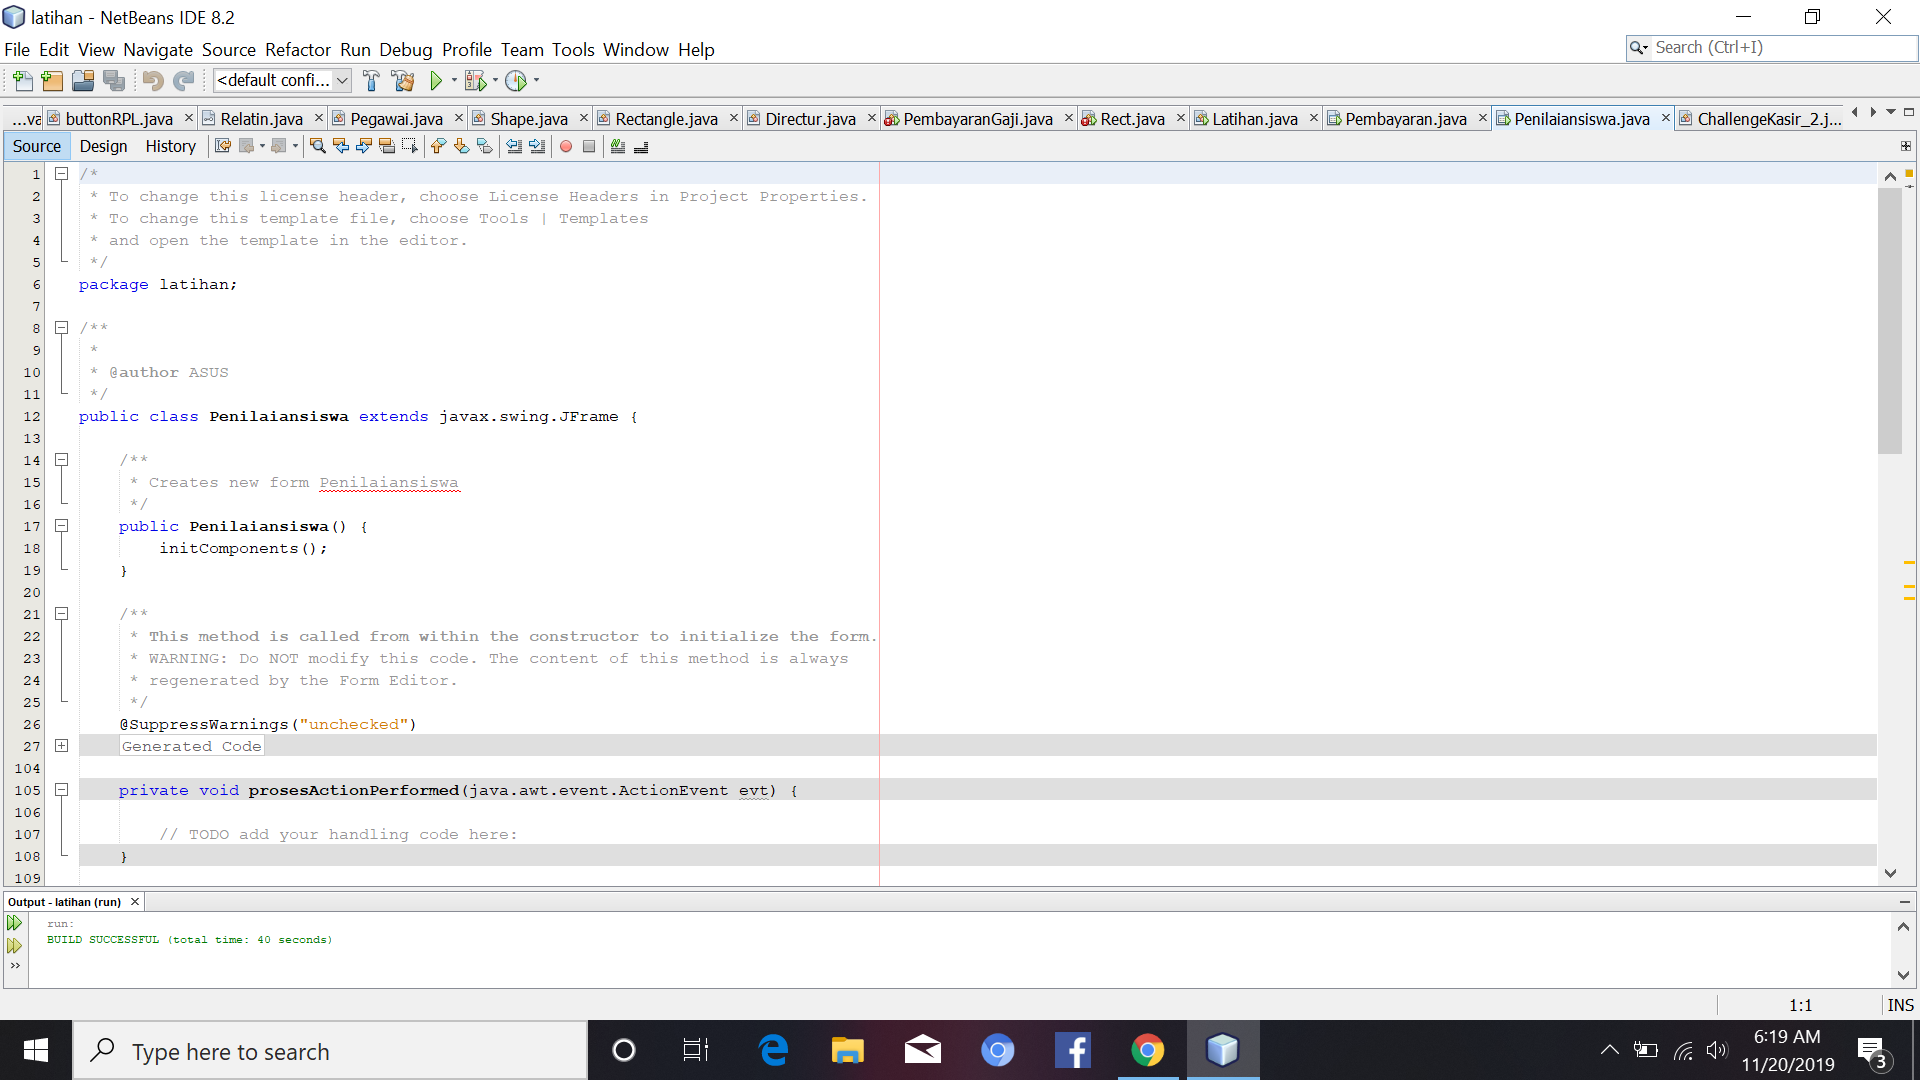 latihan - NetBeans IDE 8.2
File Edit View Navigate Source Refactor Run Debug Profile Team Tools Window Help
Search (Ctrl+I)
<default confi...
...va buttonRPL.java Relatin.java Pegawai.java Shape.java Rectangle.java Directur.java PembayaranGaji.java Rect.java Latihan.java Pembayaran.java Penilaiansiswa.java ChallengeKasir_2.j...
Source Design History
1 /*
2 * To change this license header, choose License Headers in Project Properties.
3 * To change this template file, choose Tools | Templates
4 * and open the template in the editor.
5 */
6 package latihan;
7
8 /**
9 *
10 * @author ASUS
11 */
12 public class Penilaiansiswa extends javax.swing.JFrame {
13
14 /**
15 * Creates new form Penilaiansiswa
16 */
17 public Penilaiansiswa() {
18 initComponents();
19 }
20
21 /**
22 * This method is called from within the constructor to initialize the form.
23 * WARNING: Do NOT modify this code. The content of this method is always
24 * regenerated by the Form Editor.
25 */
26 @SuppressWarnings("unchecked")
27 Generated Code
104
105 private void prosesActionPerformed(java.awt.event.ActionEvent evt) {
106
107 // TODO add your handling code here:
108 }
109
Output - latihan (run)
run:
BUILD SUCCESSFUL (total time: 40 seconds)
1:1 INS
Type here to search
6:19 AM
11/20/2019
3